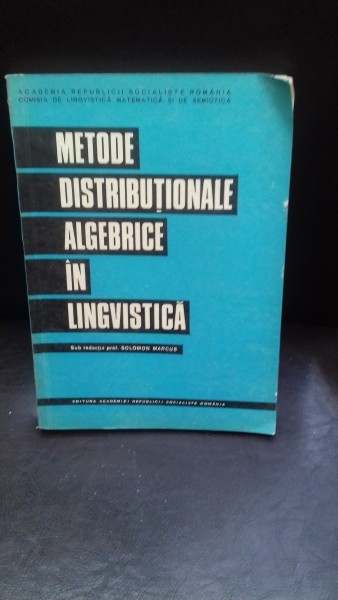 ACADEMIA REPUBLICII SOCIALISTE ROMÂNIA
COMISIA DE LINGVISTICĂ MATEMATICĂ ȘI DE SEMIOTICĂ
METODE
DISTRIBUȚIONALE
ALGEBRICE
ÎN
LINGVISTICĂ
Sub redacția prof. SOLOMON MARCUS
EDITURA ACADEMIEI REPUBLICII SOCIALISTE ROMÂNIA